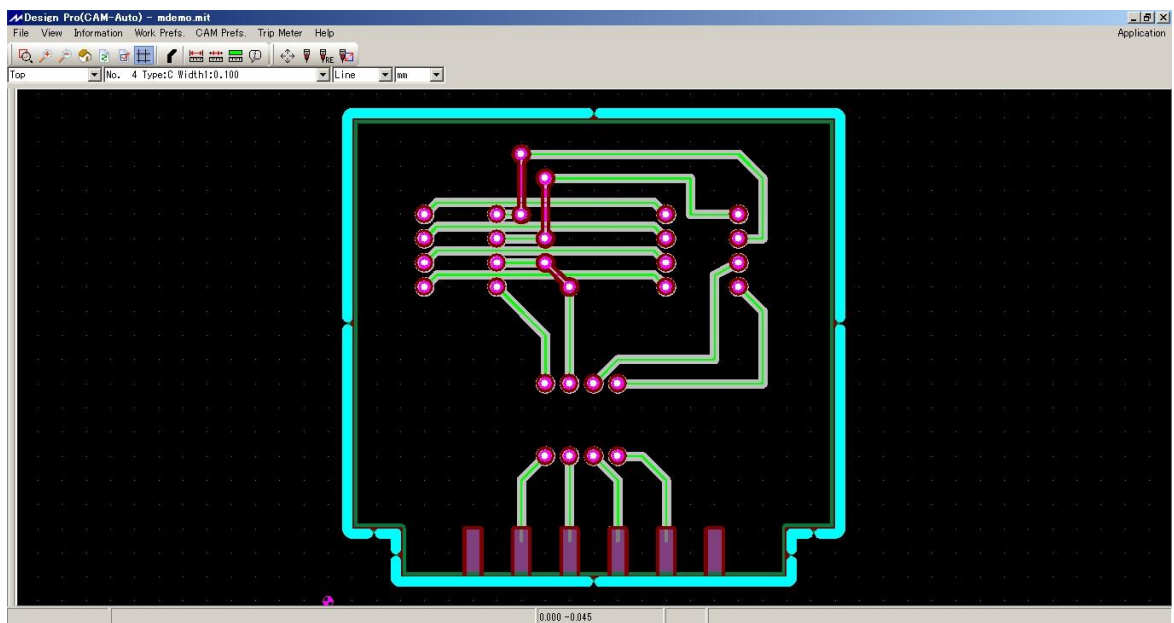 Design Pro(CAM-Auto) - mdemo.mit
File View Information Work Prefs. CAM Prefs. Trip Meter Help Application
RE
Top No. 4 Type:C Width1:0.100 Line mm
0.000 -0.045